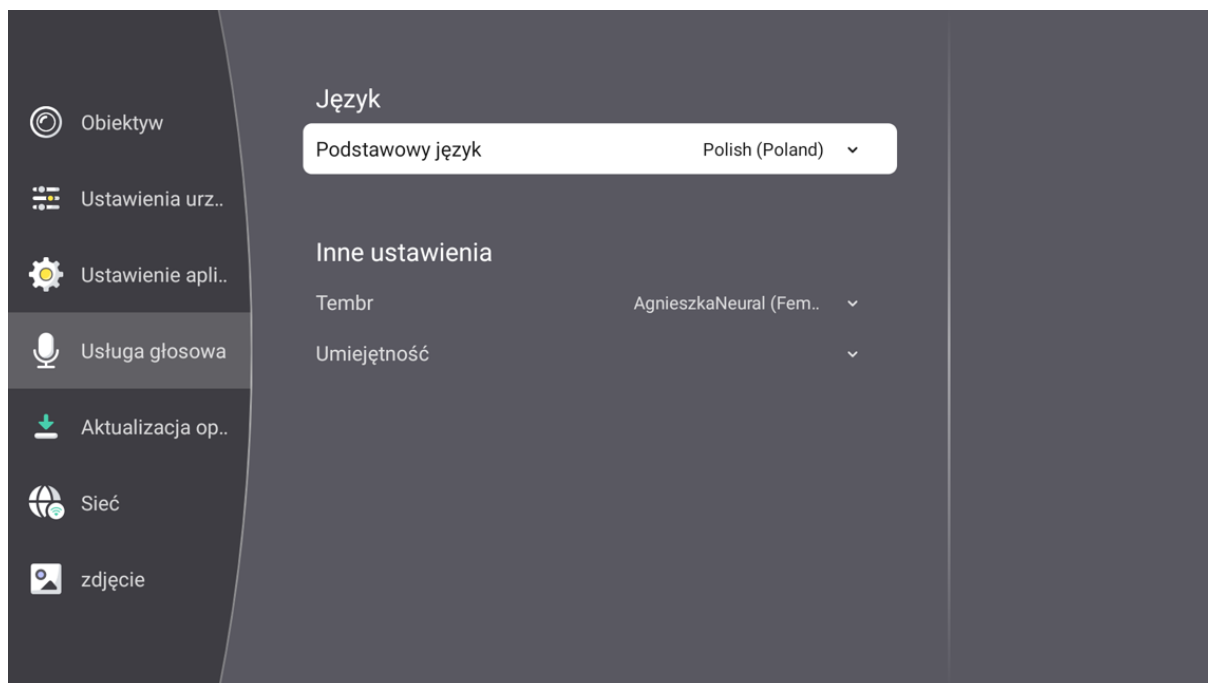 Obiektyw
Ustawienia urz..
Ustawienie apli..
Usługa głosowa
Aktualizacja op..
Sieć
zdjęcie
Język
Podstawowy język Polish (Poland)
Inne ustawienia
Tembr AgnieszkaNeural (Fem..
Umiejętność